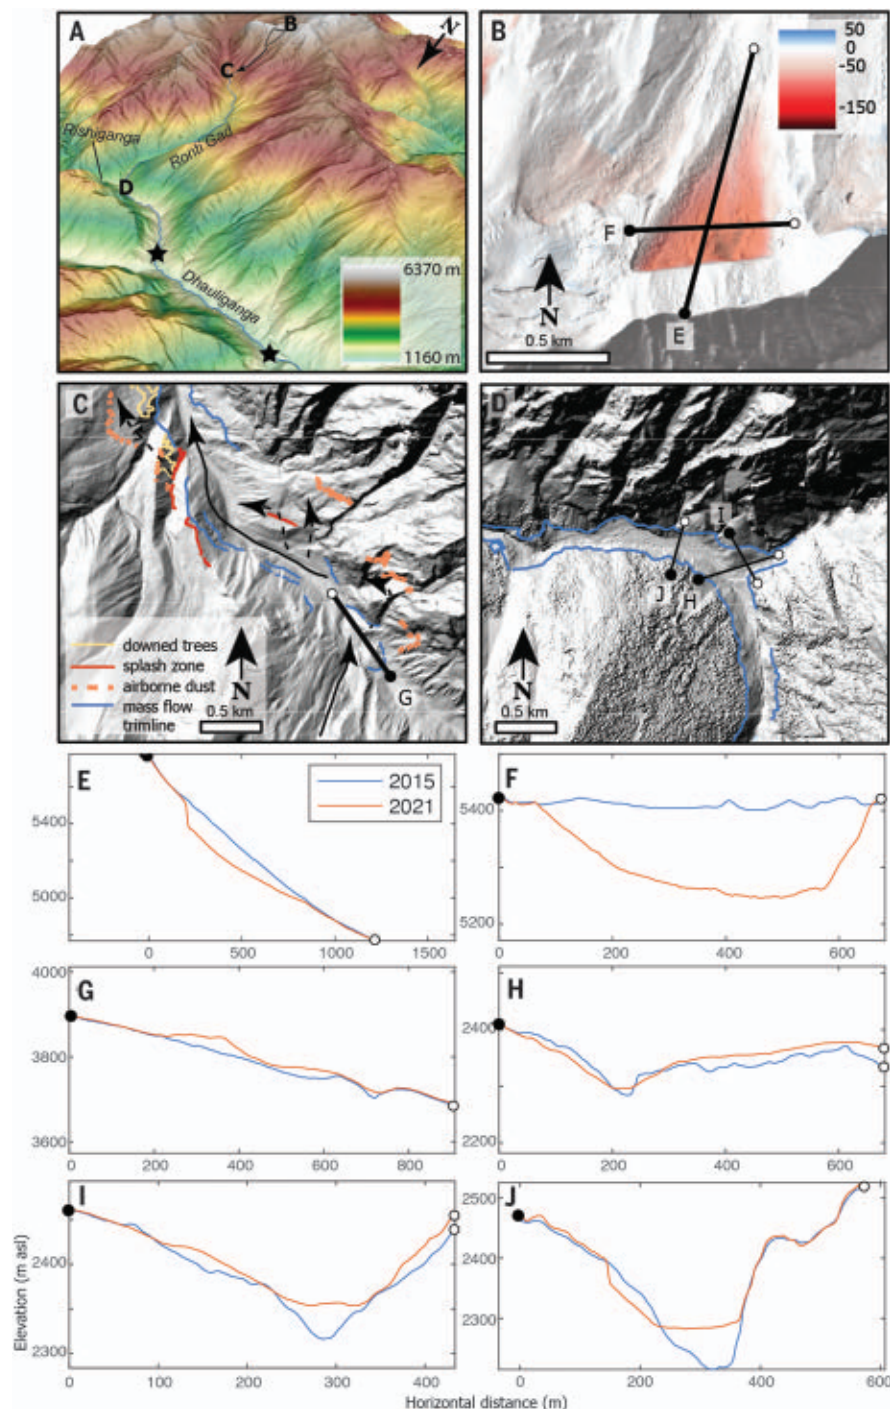 A
B
N
C
Rishiganga
Ronti Gad
D
6370 m
Dhauliganga
1160 m
B
50
0
-50
-150
F
N
E
0.5 km
C
downed trees
splash zone
airborne dust
mass flow
trimline
N
0.5 km
G
D
I
J
H
N
0.5 km
E
2015
2021
5400
5000
0
500
1000
1500
F
5420
5200
0
200
400
600
G
4000
3800
3600
0
200
400
600
800
H
2400
2200
0
200
400
600
I
2400
2300
0
100
200
300
400
J
2500
2400
2300
0
200
400
600
Elevation (m asl)
Horizontal distance (m)